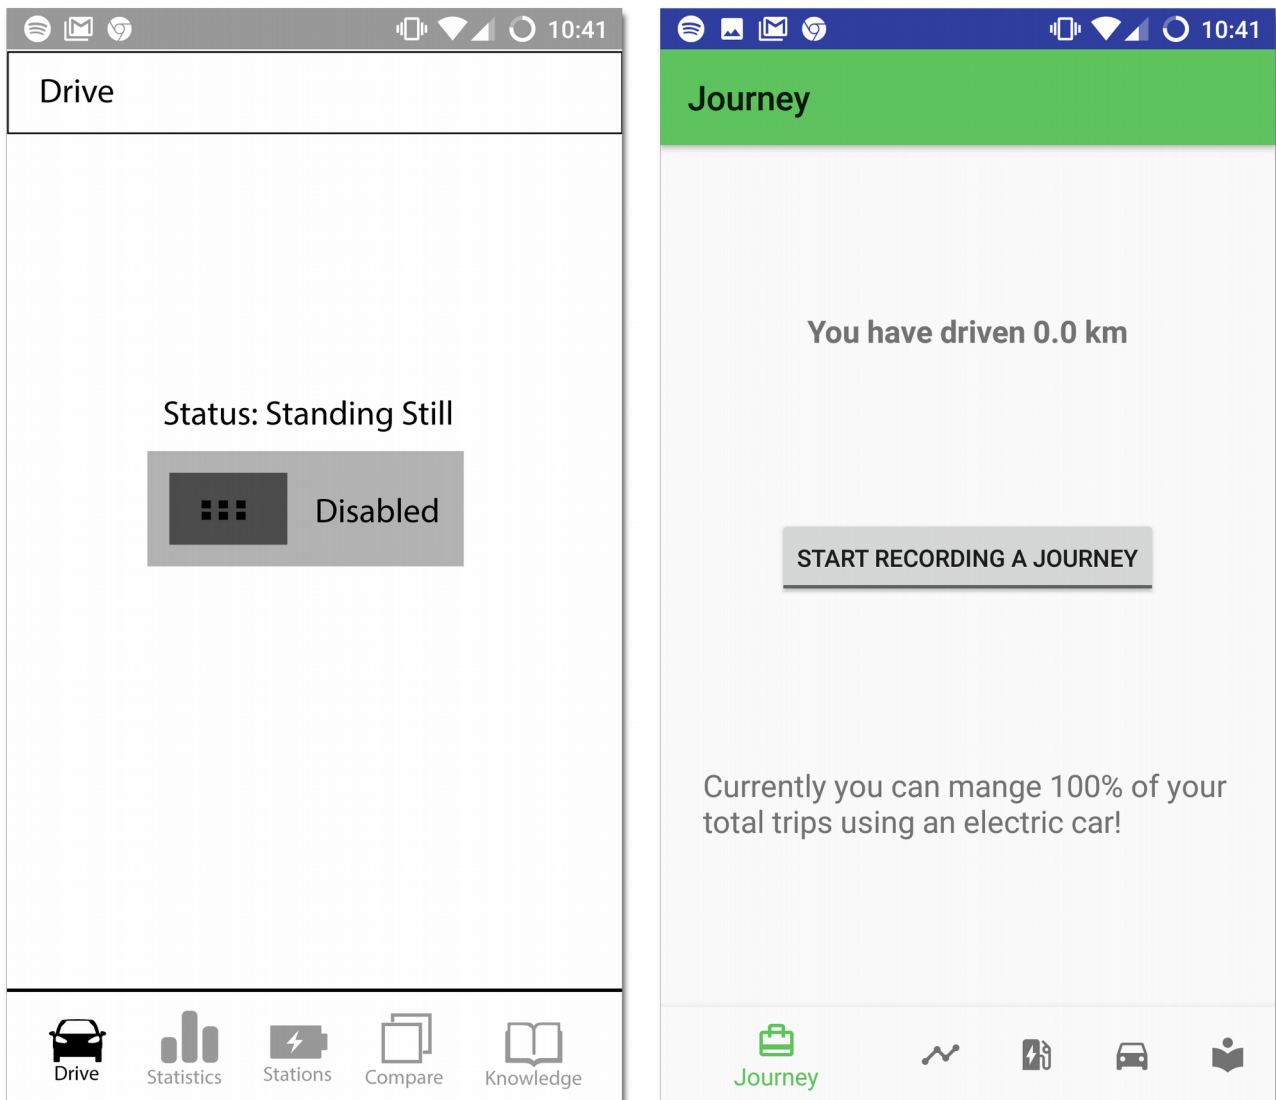 10:41
Drive
Status: Standing Still
Disabled
Drive
Statistics
Stations
Compare
Knowledge
10:41
Journey
You have driven 0.0 km
START RECORDING A JOURNEY
Currently you can mange 100% of your
total trips using an electric car!
Journey